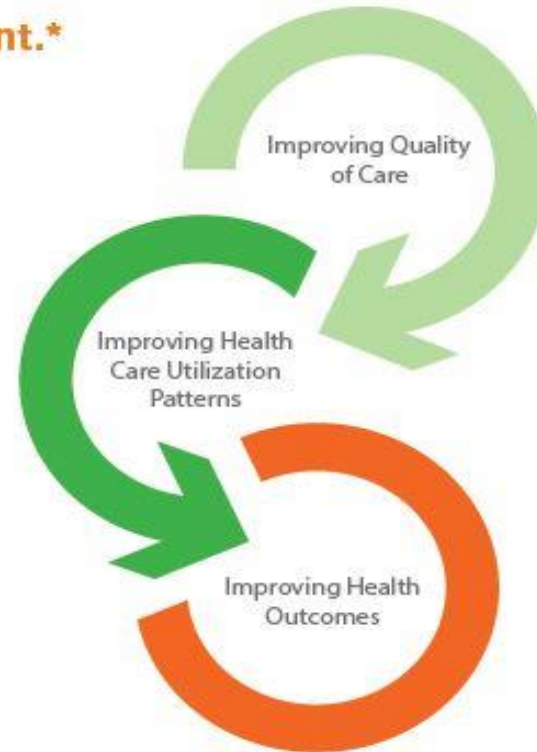 nt.*
Improving Quality
of Care
Improving Health
Care Utilization
Patterns
Improving Health
Outcomes